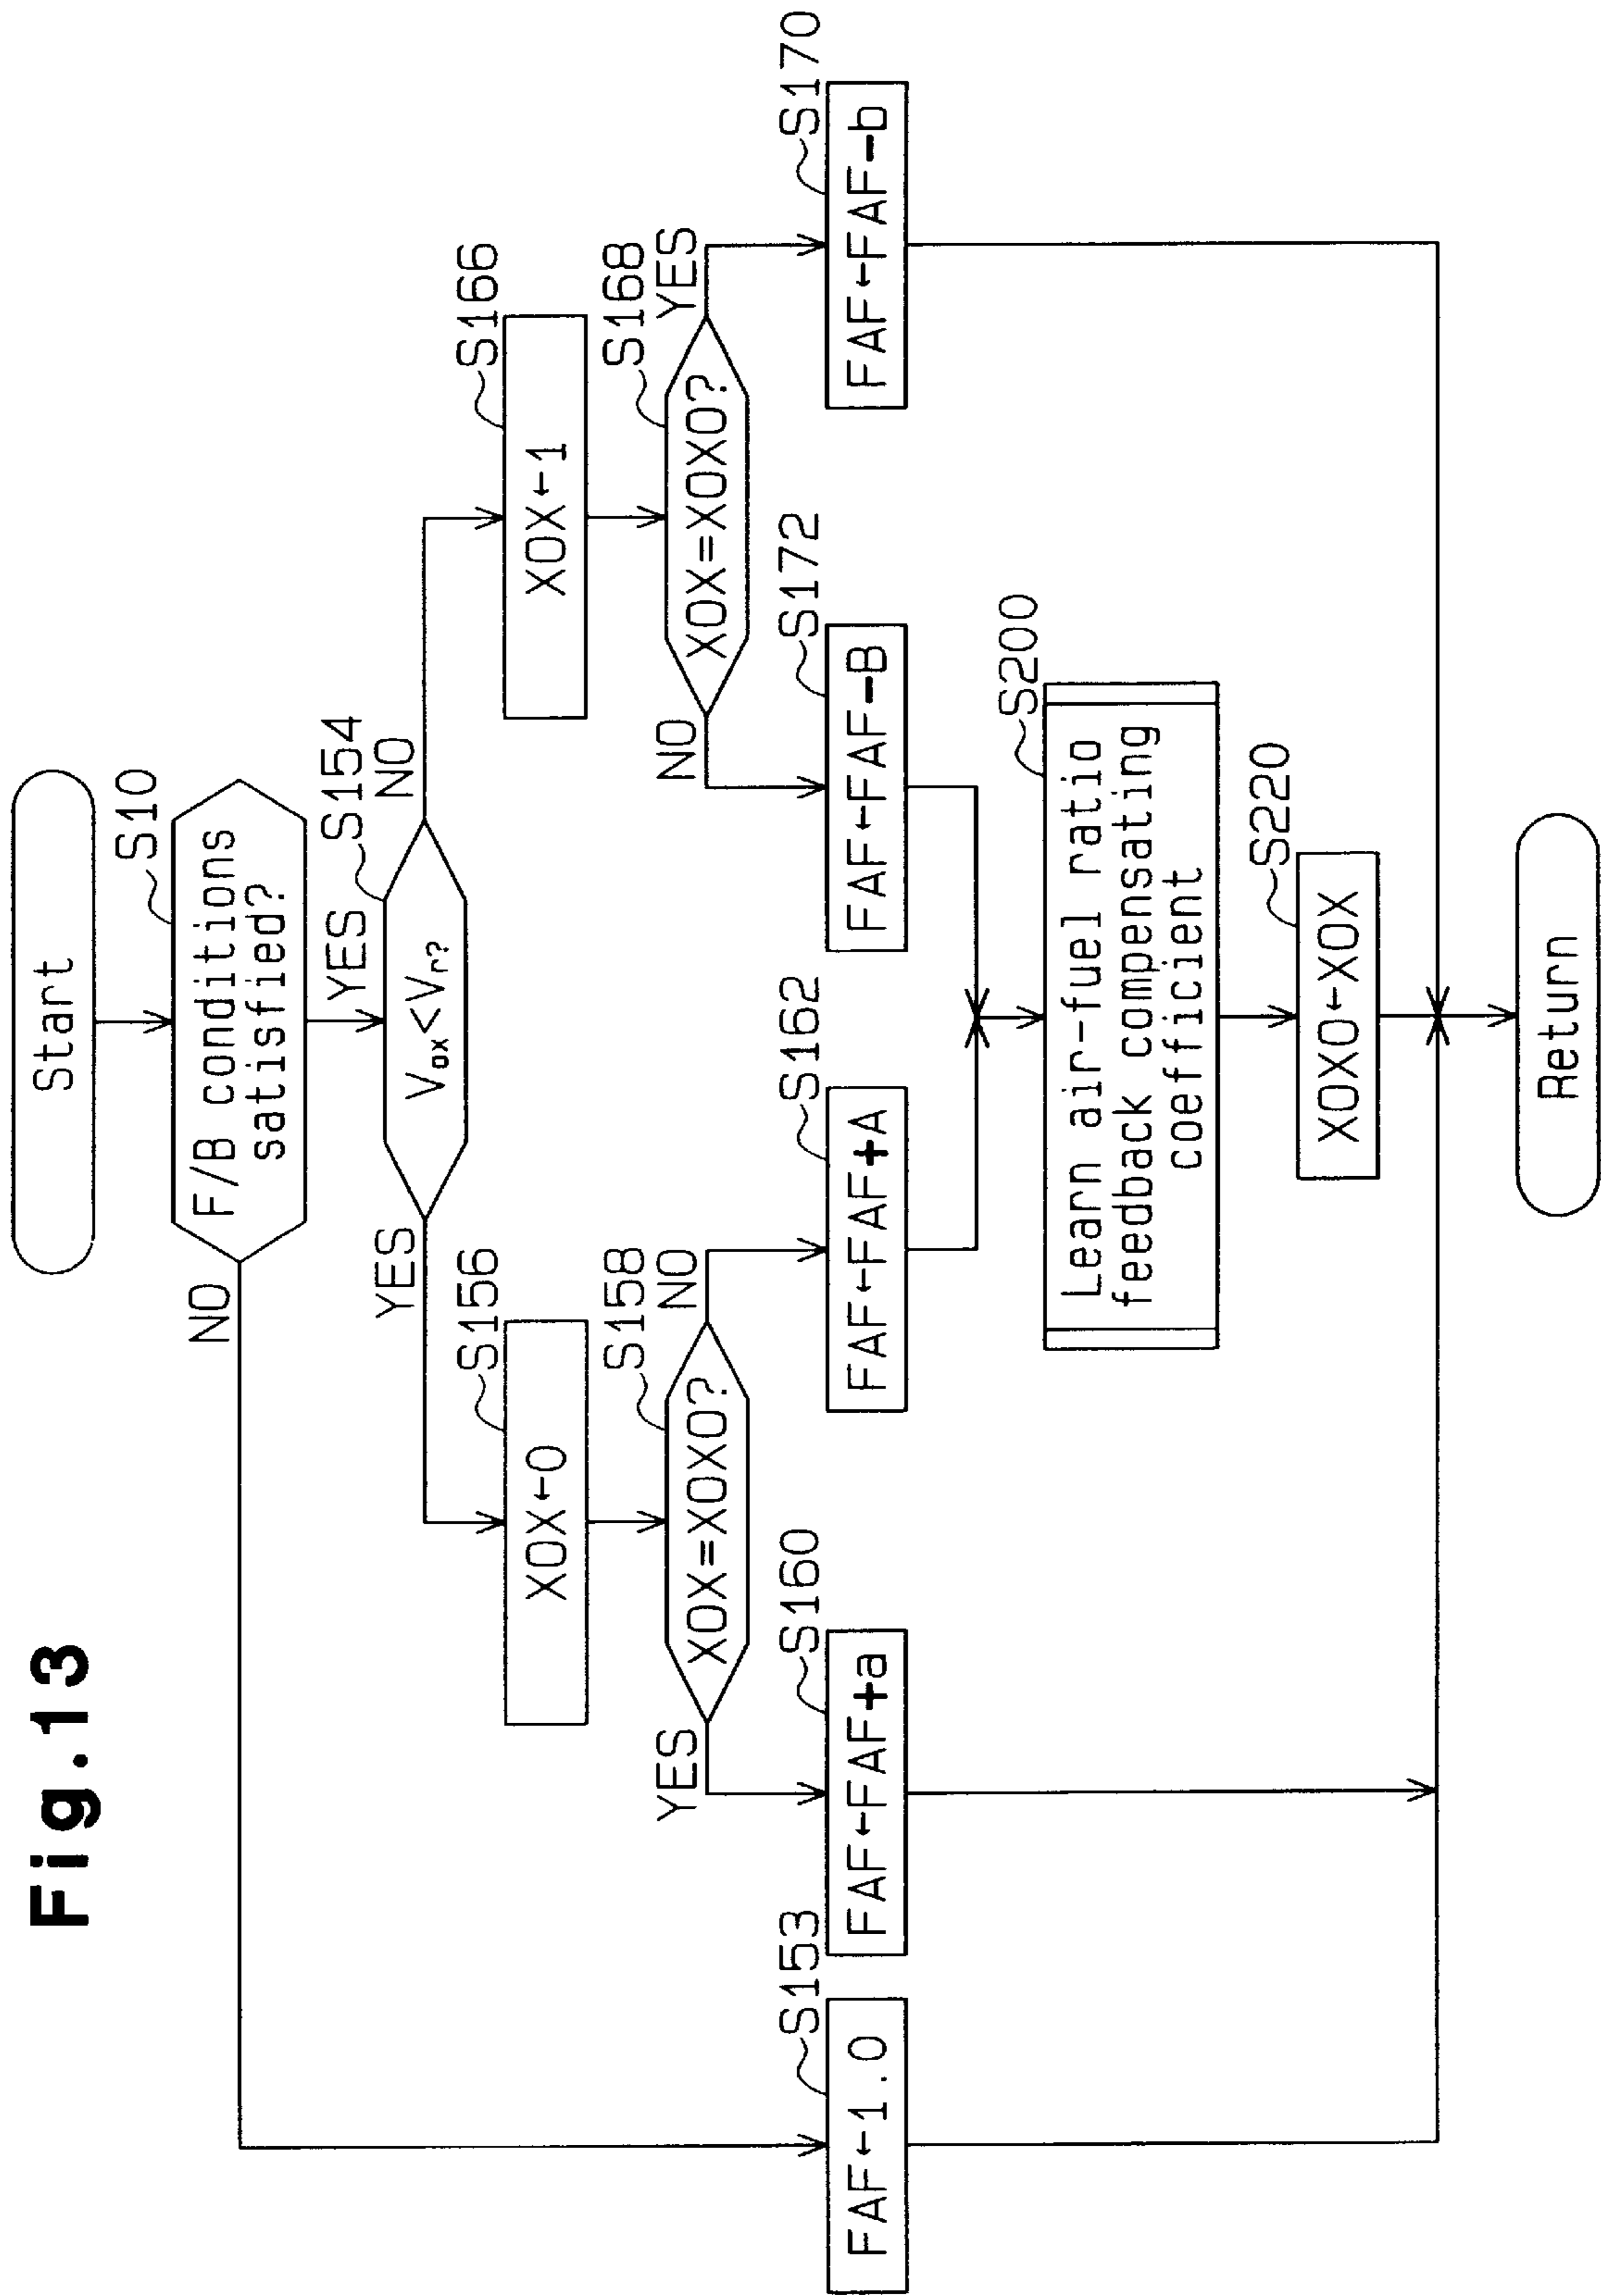 Fig.13
Start
S10
F/B conditions
satisfied?
NO
YES
S154
Vox<Vr?
YES
NO
S156
XOX←0
S166
XOX←1
S158
XOX=XOXO?
YES
NO
S168
XOX=XOXO?
NO
YES
S153
FAF←1.0
S160
FAF←FAF+a
S162
FAF←FAF+A
S172
FAF←FAF-B
S170
FAF←FAF-b
S200
Learn air-fuel ratio
feedback compensating
coefficient
S220
XOXO←XOX
Return